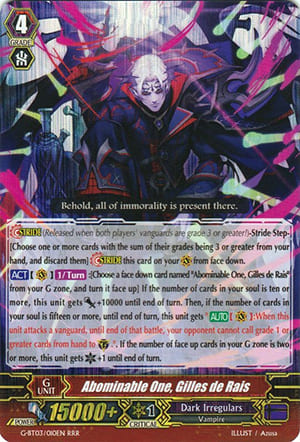 4
GRADE
Behold, all of immorality is present there.
STRIDE(Released when both players' vanguards are grade 3 or greater!)-Stride Step-
[Choose one or more cards with the sum of their grades being 3 or greater from
your hand, and discard them] STRIDE this card on your from face down.
ACT [ ] 1/Turn :[Choose a face down card named "Abominable One, Gilles de Rais"
from your G zone, and turn it face up] If the number of cards in your soul is ten or
more, this unit gets +10000 until end of turn. Then, if the number of cards in
your soul is fifteen or more, until end of turn, this unit gets "AUTO [ ]:When this
unit attacks a vanguard, until end of that battle, your opponent cannot call grade 1 or
greater cards from hand to .". If the number of face up cards in your G zone is two
or more, this unit gets +1 until end of turn.
G
UNIT
Abominable One, Gilles de Rais
POWER 15000+ 1
CRITICAL
Dark Irregulars
Vampire
G-BT03/010EN RRR
ILLUST / Azusa